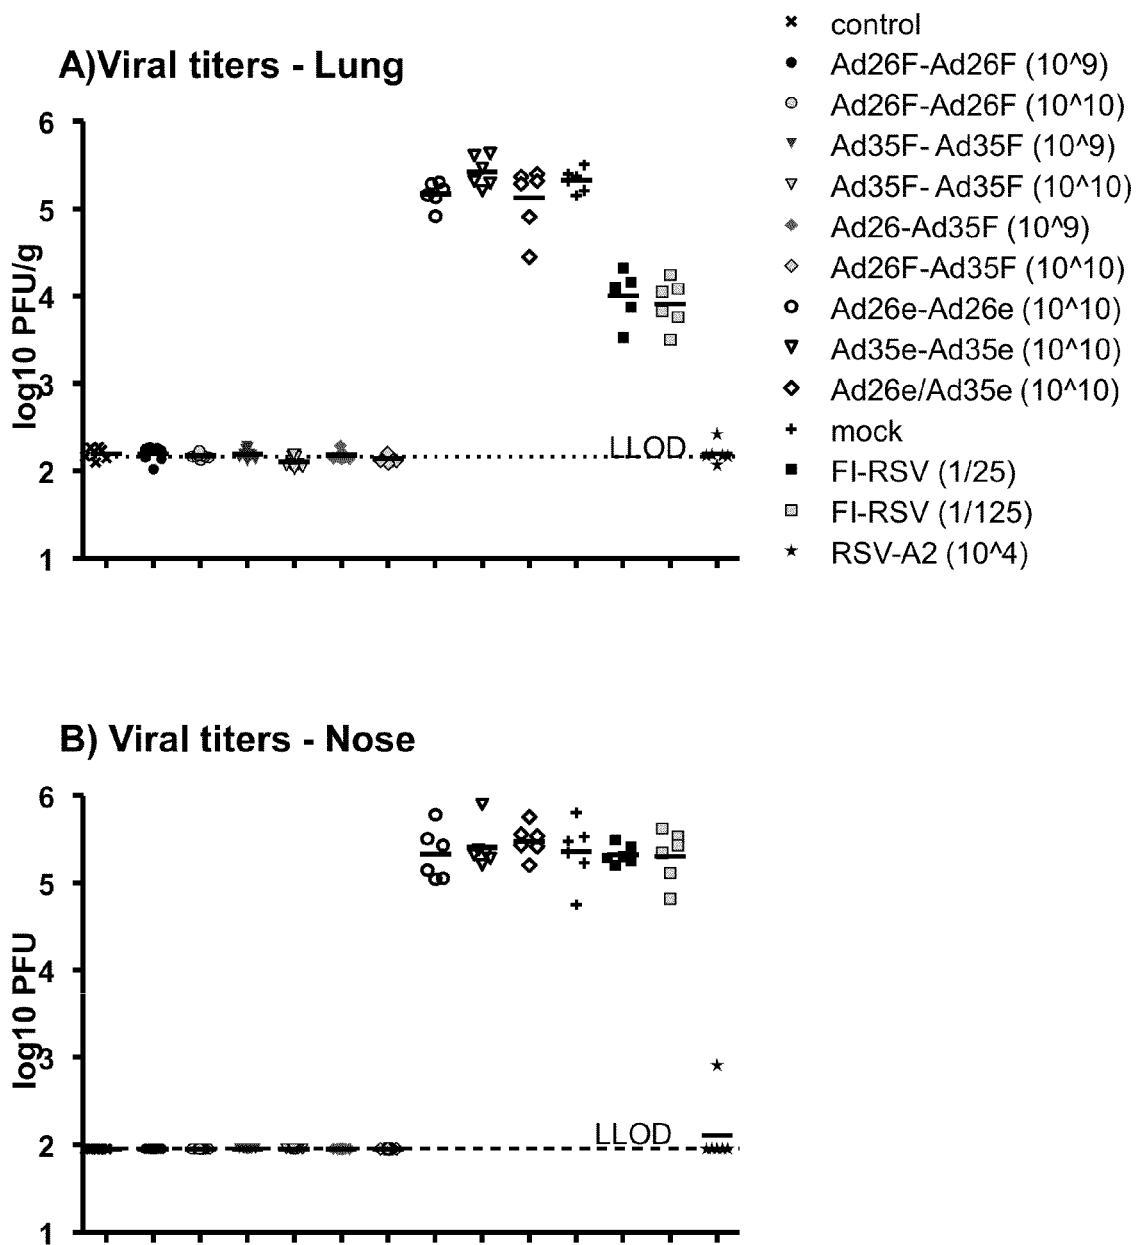 A)Viral titers - Lung
log10 PFU/g
6
5
4
3
2
1
LLOD
control
Ad26F-Ad26F (10^9)
Ad26F-Ad26F (10^10)
Ad35F- Ad35F (10^9)
Ad35F- Ad35F (10^10)
Ad26-Ad35F (10^9)
Ad26F-Ad35F (10^10)
Ad26e-Ad26e (10^10)
Ad35e-Ad35e (10^10)
Ad26e/Ad35e (10^10)
mock
FI-RSV (1/25)
FI-RSV (1/125)
RSV-A2 (10^4)
B) Viral titers - Nose
log10 PFU
6
5
4
3
2
1
LLOD